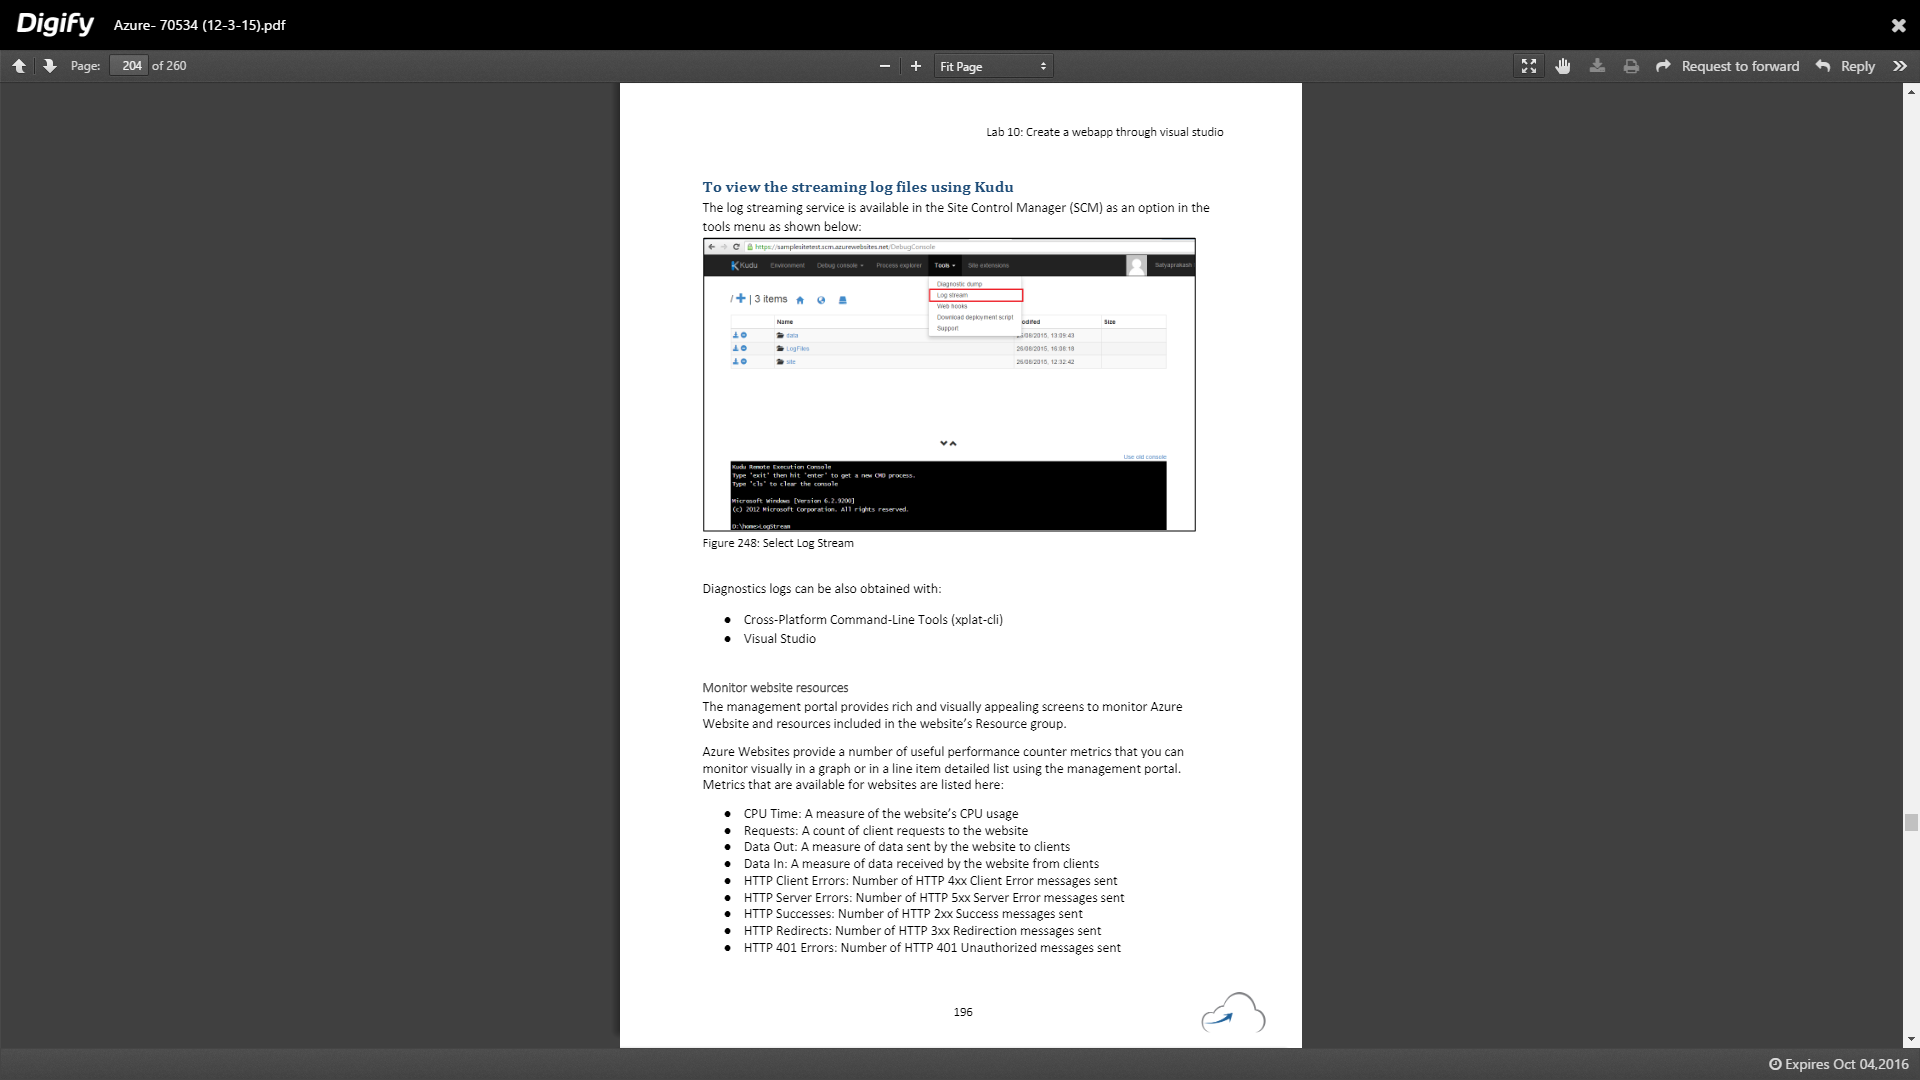 Digify Azure- 70534 (12-3-15).pdf
Page: 204 of 260 Fit Page Request to forward Reply
Lab 10: Create a webapp through visual studio
To view the streaming log files using Kudu
The log streaming service is available in the Site Control Manager (SCM) as an option in the
tools menu as shown below:
https://samplesitetest.scm.azurewebsites.net/DebugConsole
Kudu Environment Debug console Process explorer Tools Site extensions Satyaprakash
Diagnostic dump
Log stream
Web hooks
Download deployment script
Support
/ + | 3 items
Name odified Size
data 26/08/2015, 13:09:43
LogFiles 26/08/2015, 16:08:18
site 26/08/2015, 12:32:42
Use old console
Kudu Remote Execution Console
Type 'exit' then hit 'enter' to get a new CMD process.
Type 'cls' to clear the console
Microsoft Windows [Version 6.2.9200]
(c) 2012 Microsoft Corporation. All rights reserved.
D:\home>LogStream
Figure 248: Select Log Stream
Diagnostics logs can be also obtained with:
● Cross-Platform Command-Line Tools (xplat-cli)
● Visual Studio
Monitor website resources
The management portal provides rich and visually appealing screens to monitor Azure
Website and resources included in the website's Resource group.
Azure Websites provide a number of useful performance counter metrics that you can
monitor visually in a graph or in a line item detailed list using the management portal.
Metrics that are available for websites are listed here:
● CPU Time: A measure of the website's CPU usage
● Requests: A count of client requests to the website
● Data Out: A measure of data sent by the website to clients
● Data In: A measure of data received by the website from clients
● HTTP Client Errors: Number of HTTP 4xx Client Error messages sent
● HTTP Server Errors: Number of HTTP 5xx Server Error messages sent
● HTTP Successes: Number of HTTP 2xx Success messages sent
● HTTP Redirects: Number of HTTP 3xx Redirection messages sent
● HTTP 401 Errors: Number of HTTP 401 Unauthorized messages sent
196
Expires Oct 04,2016